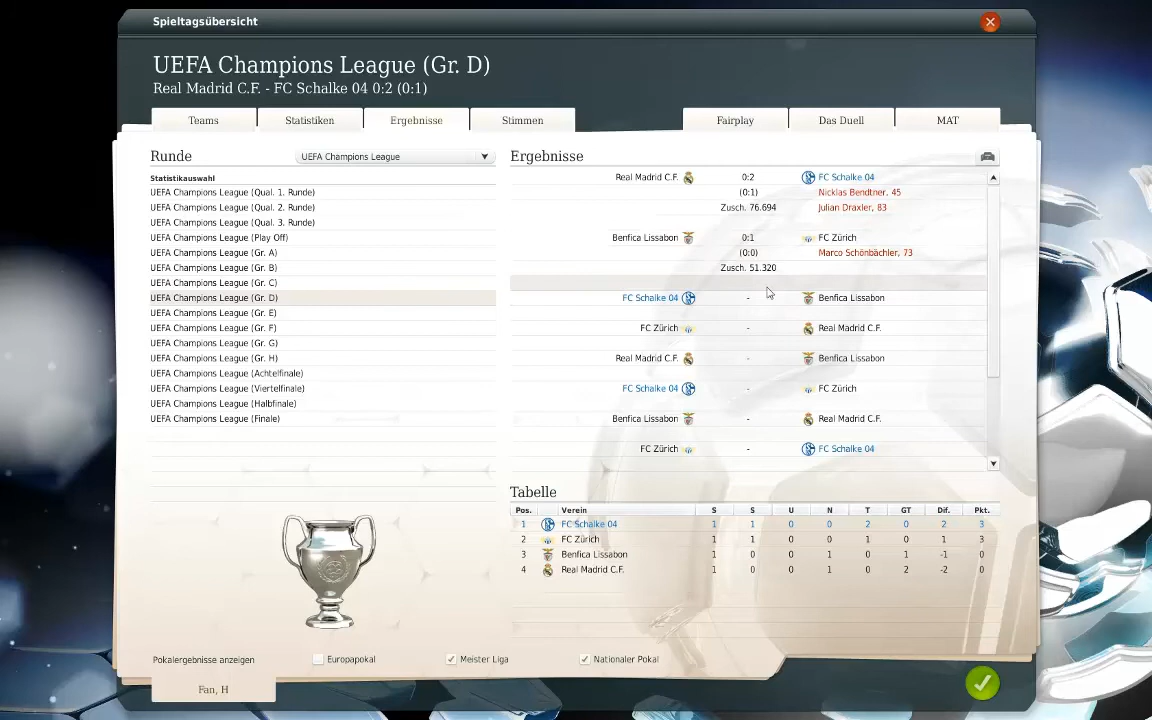 Spieltagsübersicht
UEFA Champions League (Gr. D)
Real Madrid C.F. - FC Schalke 04 0:2 (0:1)
Teams Statistiken Ergebnisse Stimmen Fairplay Das Duell MAT
Runde UEFA Champions League
Statistikauswahl
UEFA Champions League (Qual. 1. Runde)
UEFA Champions League (Qual. 2. Runde)
UEFA Champions League (Qual. 3. Runde)
UEFA Champions League (Play Off)
UEFA Champions League (Gr. A)
UEFA Champions League (Gr. B)
UEFA Champions League (Gr. C)
UEFA Champions League (Gr. D)
UEFA Champions League (Gr. E)
UEFA Champions League (Gr. F)
UEFA Champions League (Gr. G)
UEFA Champions League (Gr. H)
UEFA Champions League (Achtelfinale)
UEFA Champions League (Viertelfinale)
UEFA Champions League (Halbfinale)
UEFA Champions League (Finale)
Ergebnisse
Real Madrid C.F. 0:2 FC Schalke 04
(0:1) Nicklas Bendtner, 45
Zusch. 76.694 Julian Draxler, 83
Benfica Lissabon 0:1 FC Zürich
(0:0) Marco Schönbächler, 73
Zusch. 51.320
FC Schalke 04 - Benfica Lissabon
FC Zürich - Real Madrid C.F.
Real Madrid C.F. - Benfica Lissabon
FC Schalke 04 - FC Zürich
Benfica Lissabon - Real Madrid C.F.
FC Zürich - FC Schalke 04
Tabelle
Pos. Verein S S U N T GT Dif. Pkt.
1 FC Schalke 04 1 1 0 0 2 0 2 3
2 FC Zürich 1 1 0 0 1 0 1 3
3 Benfica Lissabon 1 0 0 1 0 1 -1 0
4 Real Madrid C.F. 1 0 0 1 0 2 -2 0
Pokalergebnisse anzeigen Europapokal Meister Liga Nationaler Pokal
Fan, H